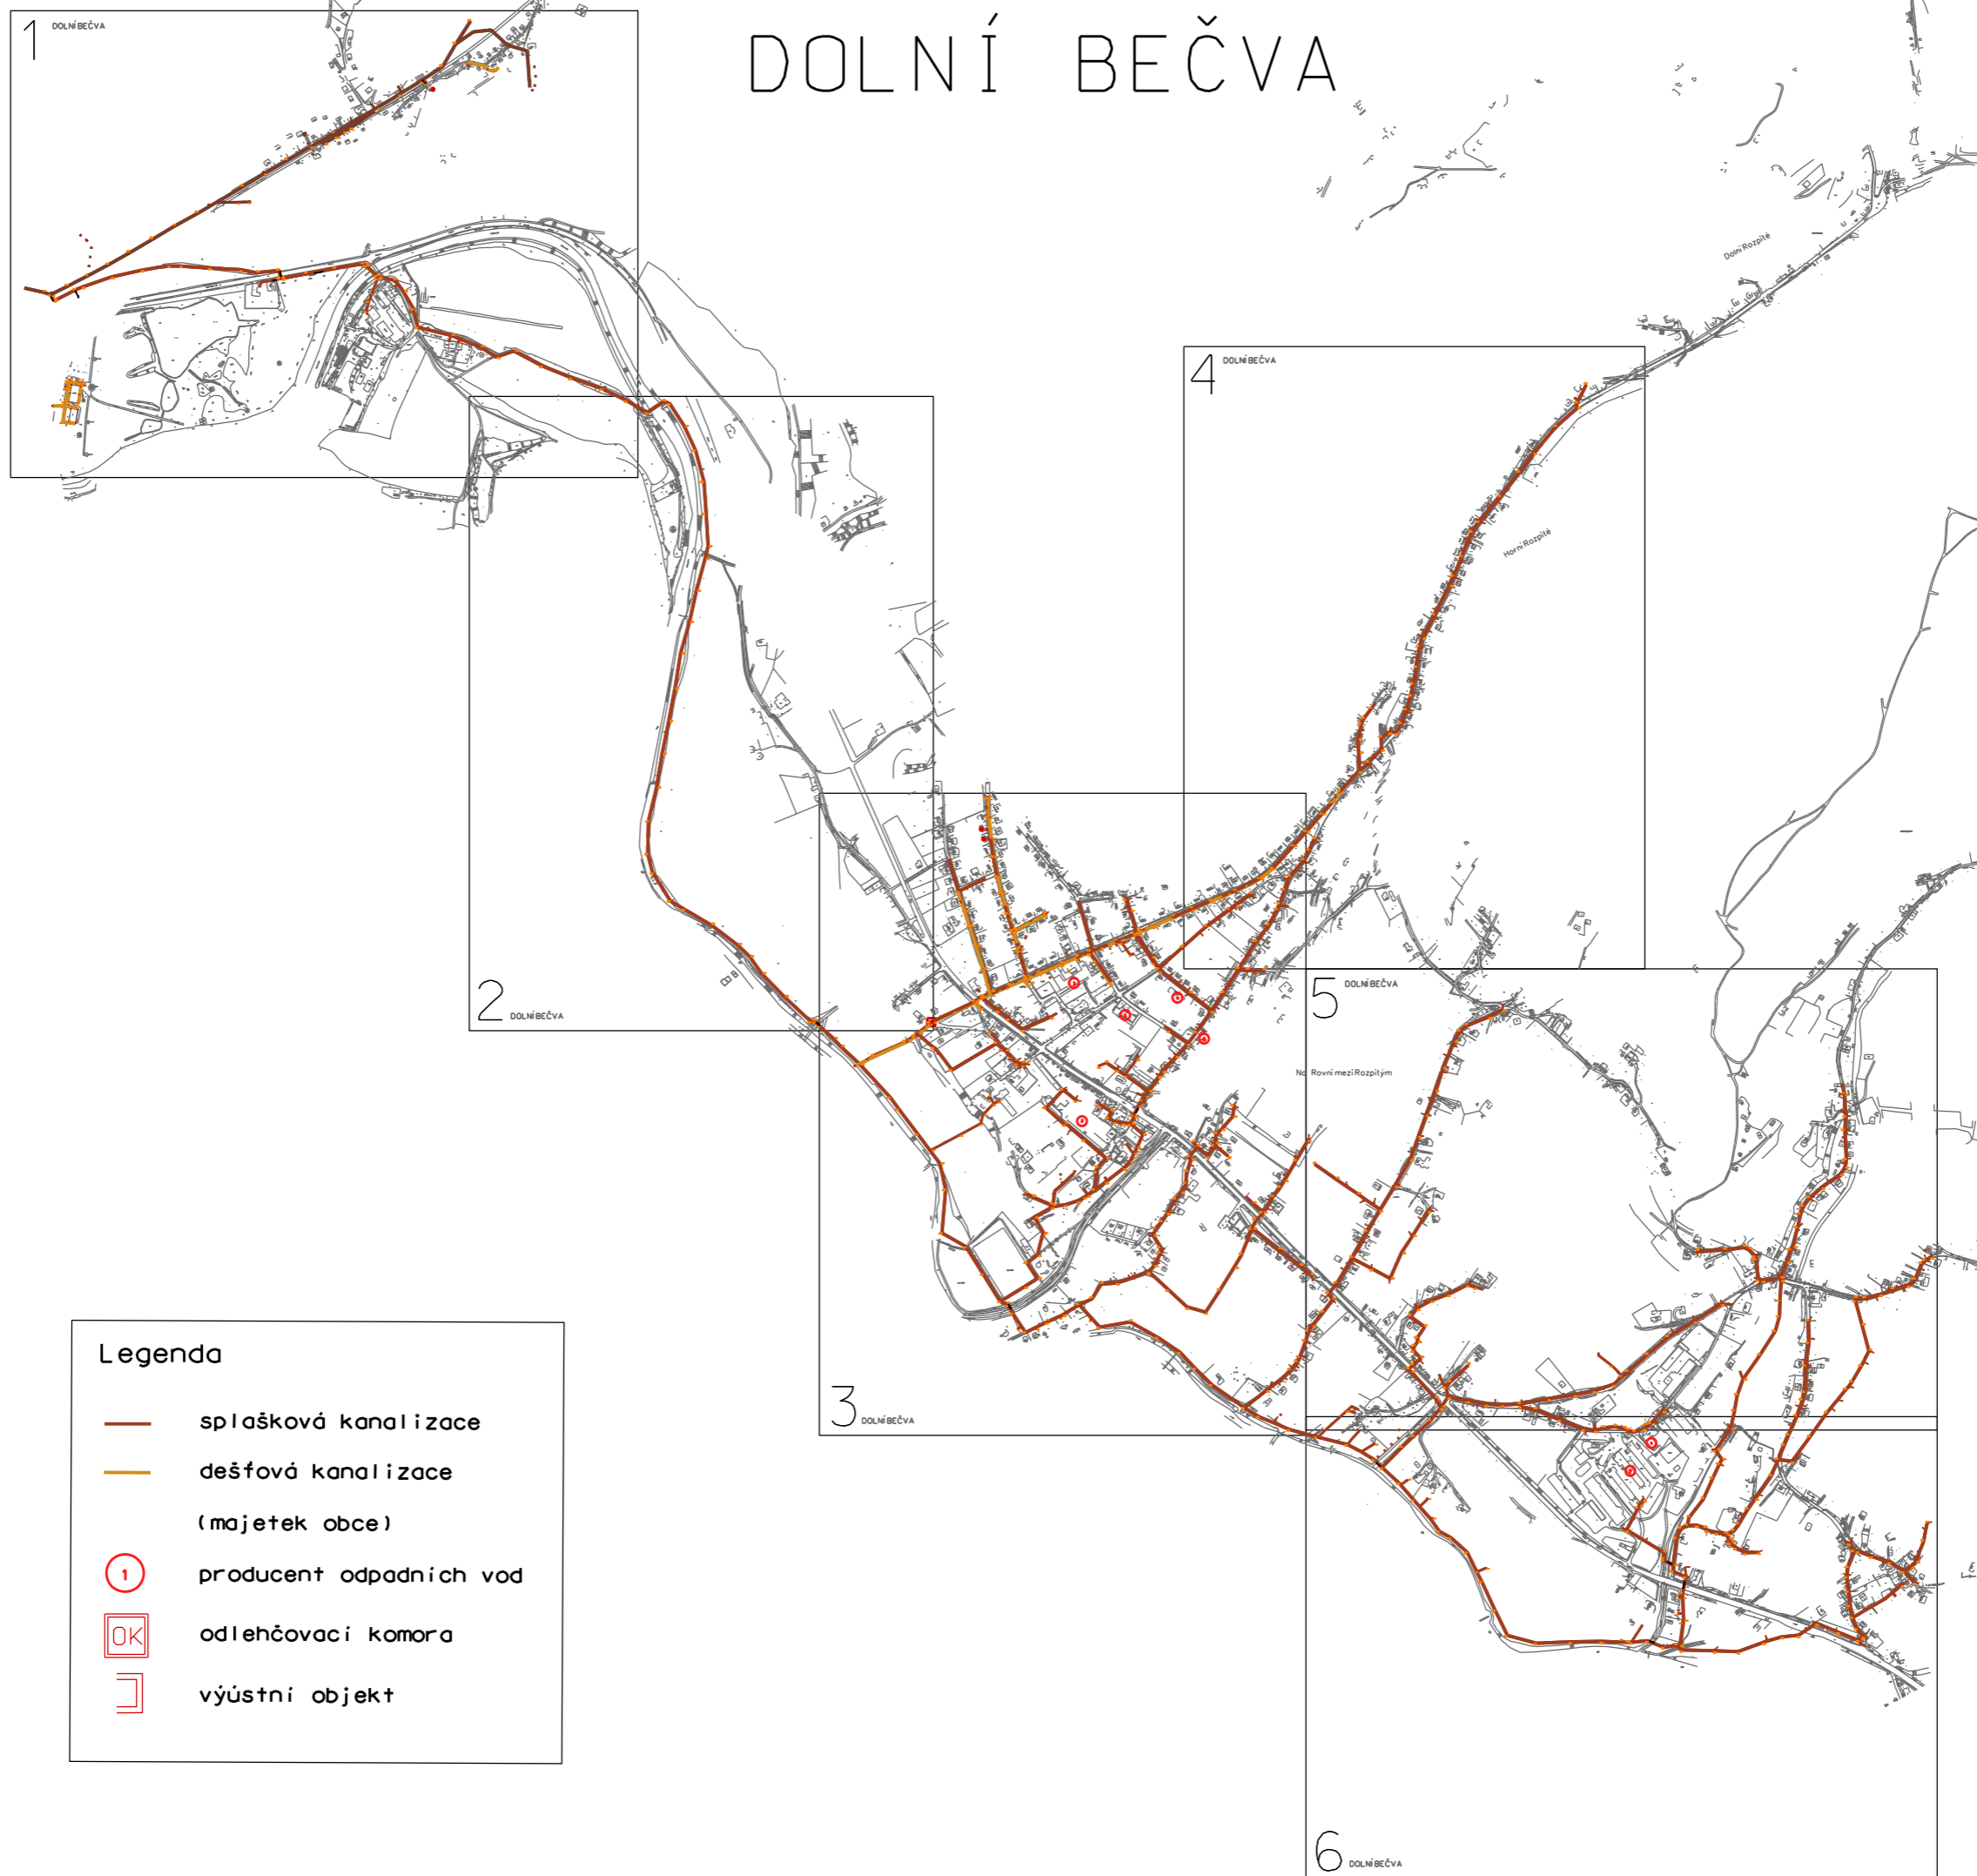 DOLNÍ BEČVA
1 DOLNÍ BEČVA
Dolní Rozpité
4 DOLNÍ BEČVA
Horní Rozpité
2 DOLNÍ BEČVA
5 DOLNÍ BEČVA
Na Rovni mezi Rozpitým
3 DOLNÍ BEČVA
6 DOLNÍ BEČVA
Legenda
splašková kanalizace
dešťová kanalizace
(majetek obce)
1 producent odpadních vod
OK odlehčovací komora
výústní objekt